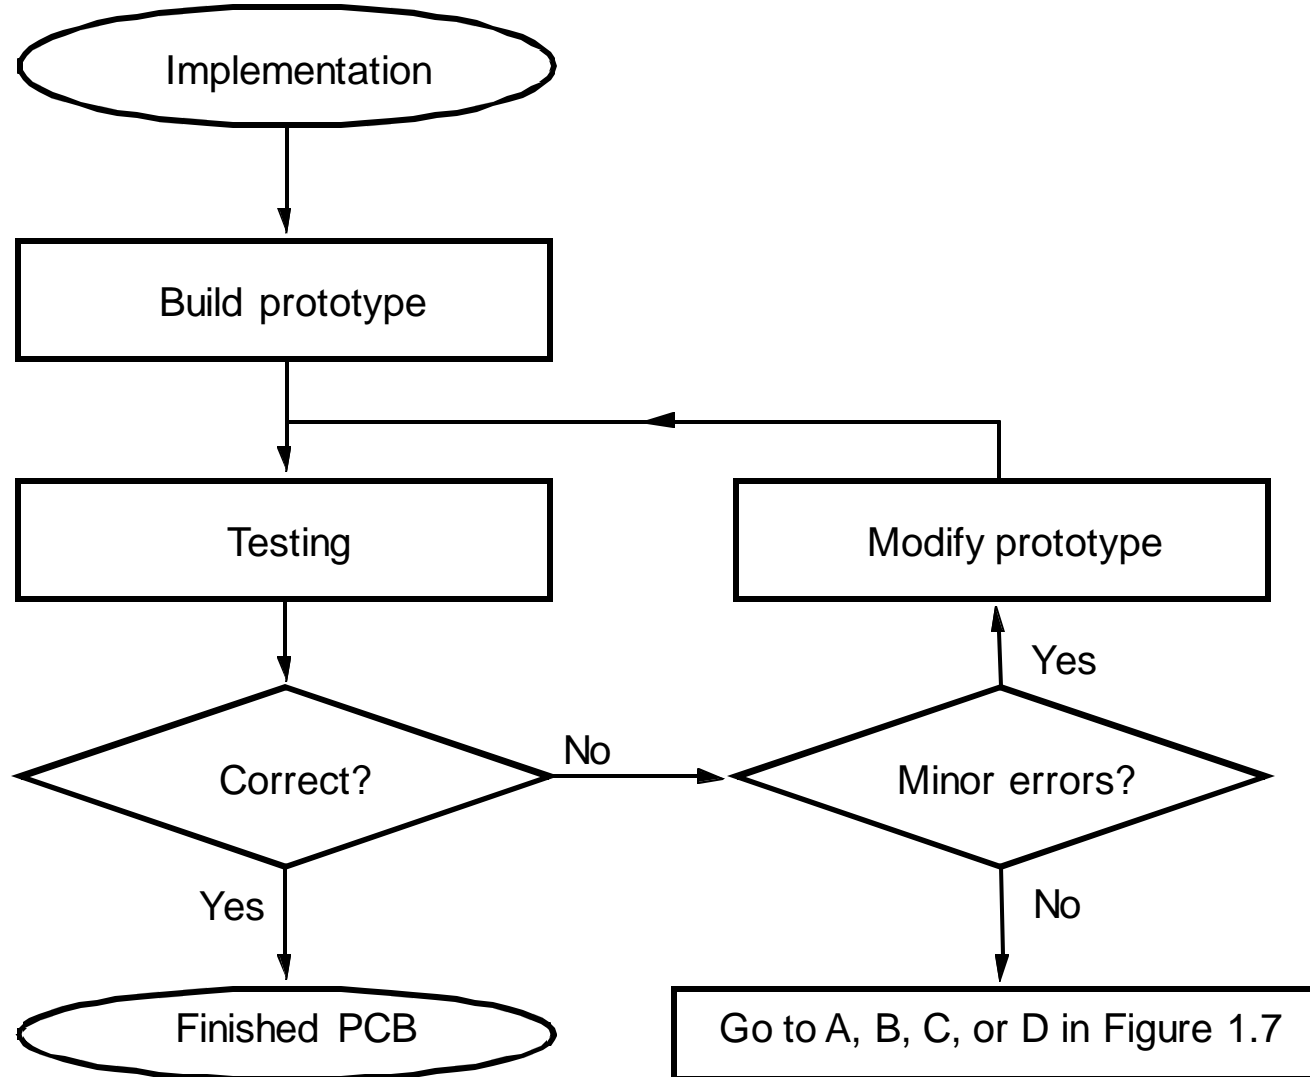 Implementation
Build prototype
Testing
Modify prototype
Yes
No
Correct?
Minor errors?
Yes
No
Finished PCB
Go to A, B, C, or D in Figure 1.7